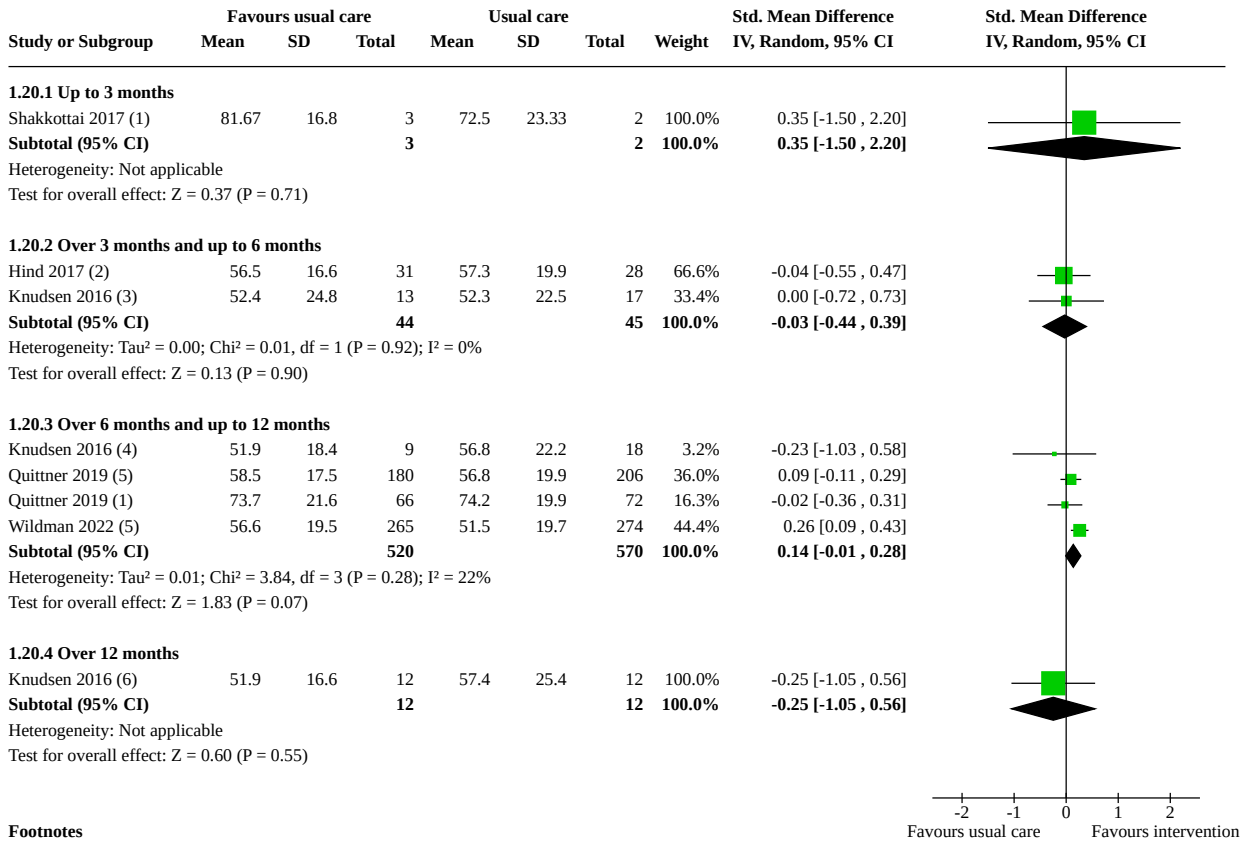 Favours usual care Usual care Std. Mean Difference Std. Mean Difference
Study or Subgroup Mean SD Total Mean SD Total Weight IV, Random, 95% CI IV, Random, 95% CI
1.20.1 Up to 3 months
Shakkottai 2017 (1) 81.67 16.8 3 72.5 23.33 2 100.0% 0.35 [-1.50 , 2.20]
Subtotal (95% CI) 3 2 100.0% 0.35 [-1.50 , 2.20]
Heterogeneity: Not applicable
Test for overall effect: Z = 0.37 (P = 0.71)
1.20.2 Over 3 months and up to 6 months
Hind 2017 (2) 56.5 16.6 31 57.3 19.9 28 66.6% -0.04 [-0.55 , 0.47]
Knudsen 2016 (3) 52.4 24.8 13 52.3 22.5 17 33.4% 0.00 [-0.72 , 0.73]
Subtotal (95% CI) 44 45 100.0% -0.03 [-0.44 , 0.39]
Heterogeneity: Tau² = 0.00; Chi² = 0.01, df = 1 (P = 0.92); I² = 0%
Test for overall effect: Z = 0.13 (P = 0.90)
1.20.3 Over 6 months and up to 12 months
Knudsen 2016 (4) 51.9 18.4 9 56.8 22.2 18 3.2% -0.23 [-1.03 , 0.58]
Quittner 2019 (5) 58.5 17.5 180 56.8 19.9 206 36.0% 0.09 [-0.11 , 0.29]
Quittner 2019 (1) 73.7 21.6 66 74.2 19.9 72 16.3% -0.02 [-0.36 , 0.31]
Wildman 2022 (5) 56.6 19.5 265 51.5 19.7 274 44.4% 0.26 [0.09 , 0.43]
Subtotal (95% CI) 520 570 100.0% 0.14 [-0.01 , 0.28]
Heterogeneity: Tau² = 0.01; Chi² = 3.84, df = 3 (P = 0.28); I² = 22%
Test for overall effect: Z = 1.83 (P = 0.07)
1.20.4 Over 12 months
Knudsen 2016 (6) 51.9 16.6 12 57.4 25.4 12 100.0% -0.25 [-1.05 , 0.56]
Subtotal (95% CI) 12 12 100.0% -0.25 [-1.05 , 0.56]
Heterogeneity: Not applicable
Test for overall effect: Z = 0.60 (P = 0.55)
-2 -1 0 1 2
Footnotes Favours usual care Favours intervention